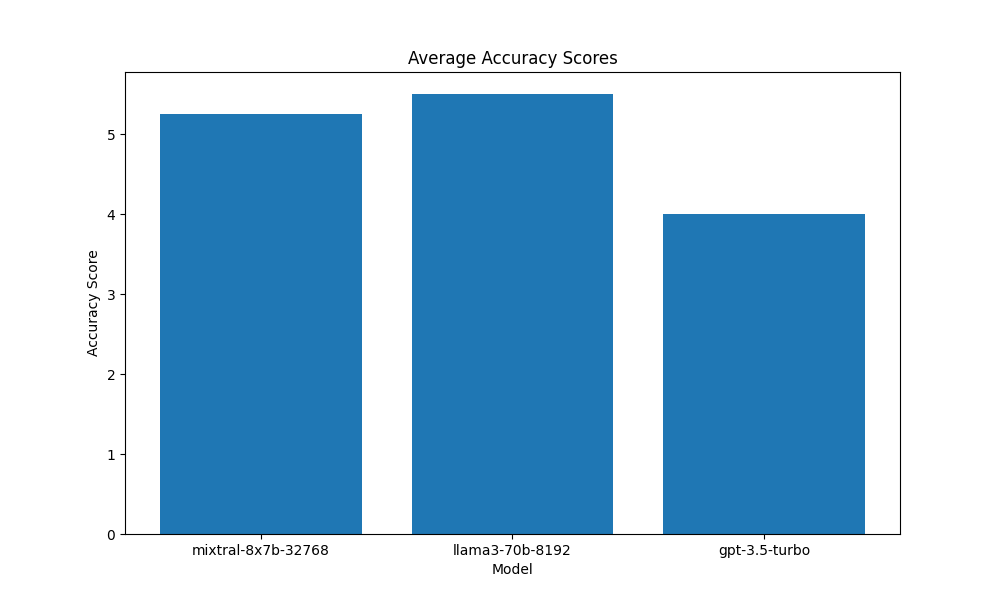 Average Accuracy Scores
Accuracy Score
5
4
3
2
1
0
mixtral-8x7b-32768 llama3-70b-8192 gpt-3.5-turbo
Model